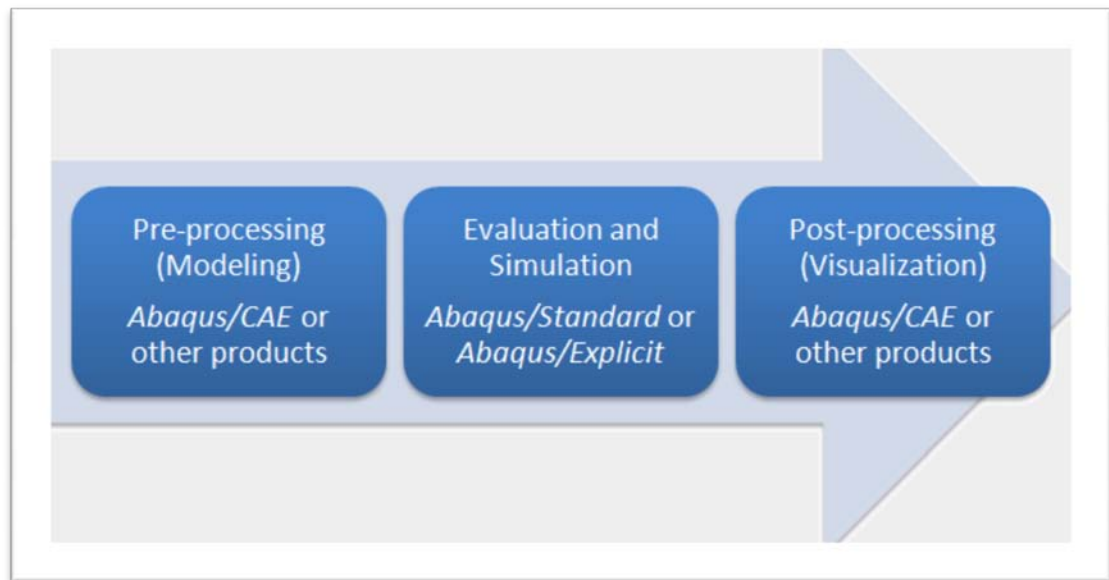 Pre-processing
(Modeling)
Abaqus/CAE or
other products
Evaluation and
Simulation
Abaqus/Standard or
Abaqus/Explicit
Post-processing
(Visualization)
Abaqus/CAE or
other products